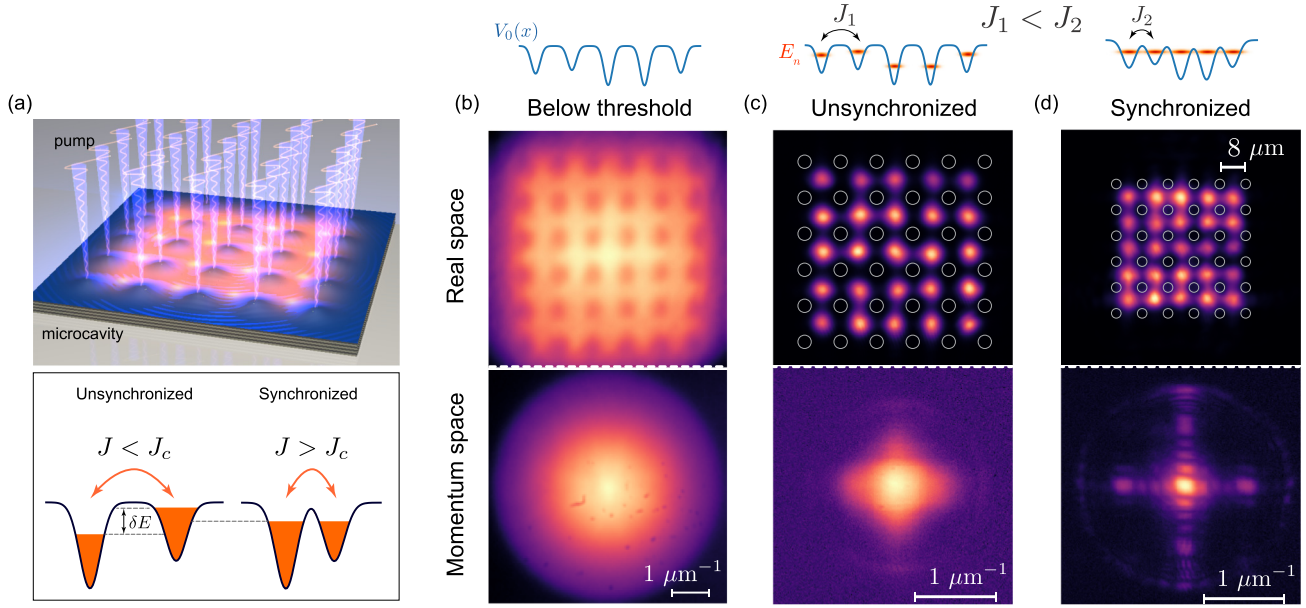 V₀(x)
J₁
J₁ < J₂
J₂
Eₙ
(a)
(b)
Below threshold
(c)
Unsynchronized
(d)
Synchronized
pump
microcavity
Real space
8 μm
Unsynchronized
Synchronized
J < J_c
J > J_c
δE
Momentum space
1 μm⁻¹
1 μm⁻¹
1 μm⁻¹